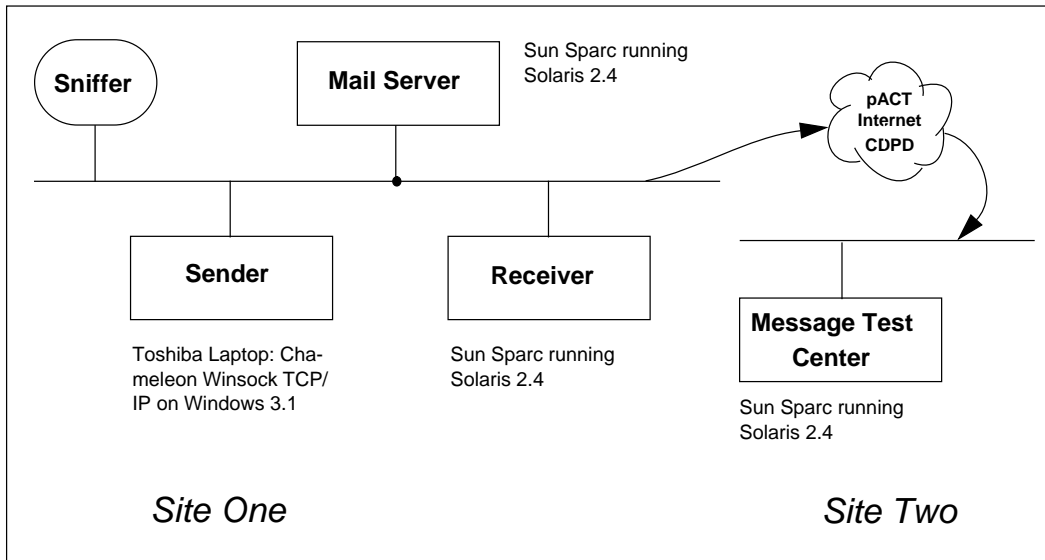 Sniffer
Mail Server
Sun Sparc running
Solaris 2.4
pACT
Internet
CDPD
Sender
Receiver
Toshiba Laptop: Cha-
meleon Winsock TCP/
IP on Windows 3.1
Sun Sparc running
Solaris 2.4
Message Test
Center
Sun Sparc running
Solaris 2.4
Site One
Site Two